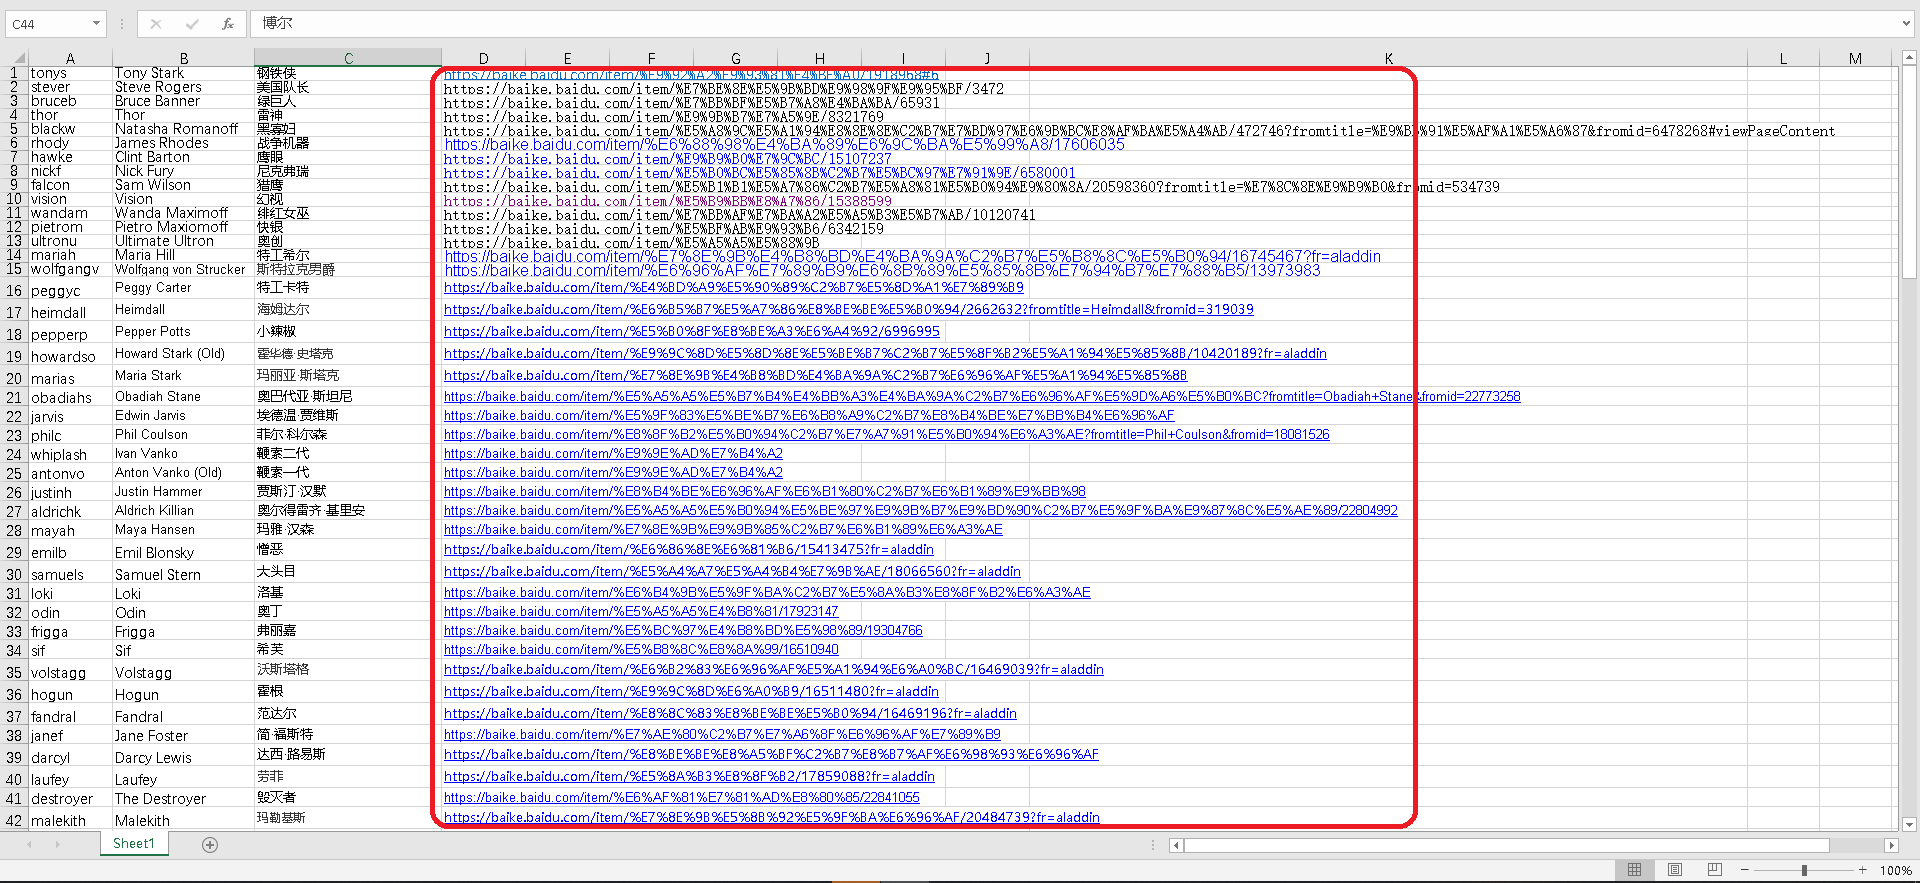 C44 fx 博尔
A B C D E F G H I J K L M
1 tonys Tony Stark 钢铁侠 https://baike.baidu.com/item/%E9%92%A2%E9%93%81%E4%BE%A0/1918968#6
2 stever Steve Rogers 美国队长 https://baike.baidu.com/item/%E7%BE%8E%E5%9B%BD%E9%98%9F%E9%95%BF/3472
3 bruceb Bruce Banner 绿巨人 https://baike.baidu.com/item/%E7%BB%BF%E5%B7%A8%E4%BA%BA/65931
4 thor Thor 雷神 https://baike.baidu.com/item/%E9%9B%B7%E7%A5%9E/8321769
5 blackw Natasha Romanoff 黑寡妇 https://baike.baidu.com/item/%E5%A8%9C%E5%A1%94%E8%8E%8E%C2%B7%E7%BD%97%E6%9B%BC%E8%AF%BA%E5%A4%AB/472746?fromtitle=%E9%BB%91%E5%AF%A1%E5%A6%87&fromid=6478268#viewPageContent
6 rhody James Rhodes 战争机器 https://baike.baidu.com/item/%E6%88%98%E4%BA%89%E6%9C%BA%E5%99%A8/17606035
7 hawke Clint Barton 鹰眼 https://baike.baidu.com/item/%E9%B9%B0%E7%9C%BC/15107237
8 nickf Nick Fury 尼克弗瑞 https://baike.baidu.com/item/%E5%B0%BC%E5%85%8B%C2%B7%E5%BC%97%E7%91%9E/6580001
9 falcon Sam Wilson 猎鹰 https://baike.baidu.com/item/%E5%B1%B1%E5%A7%86%C2%B7%E5%A8%81%E5%B0%94%E9%80%8A/20598360?fromtitle=%E7%8C%8E%E9%B9%B0&fromid=534739
10 vision Vision 幻视 https://baike.baidu.com/item/%E5%B9%BB%E8%A7%86/15388599
11 wandam Wanda Maximoff 绯红女巫 https://baike.baidu.com/item/%E7%BB%AF%E7%BA%A2%E5%A5%B3%E5%B7%AB/10120741
12 pietrom Pietro Maxiomoff 快银 https://baike.baidu.com/item/%E5%BF%AB%E9%93%B6/6342159
13 ultronu Ultimate Ultron 奥创 https://baike.baidu.com/item/%E5%A5%A5%E5%88%9B
14 mariah Maria Hill 特工希尔 https://baike.baidu.com/item/%E7%8E%9B%E4%B8%BD%E4%BA%9A%C2%B7%E5%B8%8C%E5%B0%94/16745467?fr=aladdin
15 wolfgangv Wolfgang von Strucker 斯特拉克男爵 https://baike.baidu.com/item/%E6%96%AF%E7%89%B9%E6%8B%89%E5%85%8B%E7%94%B7%E7%88%B5/13973983
16 peggyc Peggy Carter 特工卡特 https://baike.baidu.com/item/%E4%BD%A9%E5%90%89%C2%B7%E5%8D%A1%E7%89%B9
17 heimdall Heimdall 海姆达尔 https://baike.baidu.com/item/%E6%B5%B7%E5%A7%86%E8%BE%BE%E5%B0%94/2662632?fromtitle=Heimdall&fromid=319039
18 pepperp Pepper Potts 小辣椒 https://baike.baidu.com/item/%E5%B0%8F%E8%BE%A3%E6%A4%92/6996995
19 howardso Howard Stark (Old) 霍华德·史塔克 https://baike.baidu.com/item/%E9%9C%8D%E5%8D%8E%E5%BE%B7%C2%B7%E5%8F%B2%E5%A1%94%E5%85%8B/10420189?fr=aladdin
20 marias Maria Stark 玛丽亚·斯塔克 https://baike.baidu.com/item/%E7%8E%9B%E4%B8%BD%E4%BA%9A%C2%B7%E6%96%AF%E5%A1%94%E5%85%8B
21 obadiahs Obadiah Stane 奥巴代亚·斯坦尼 https://baike.baidu.com/item/%E5%A5%A5%E5%B7%B4%E4%BB%A3%E4%BA%9A%C2%B7%E6%96%AF%E5%9D%A6%E5%B0%BC?fromtitle=Obadiah+Stane&fromid=22773258
22 jarvis Edwin Jarvis 埃德温·贾维斯 https://baike.baidu.com/item/%E5%9F%83%E5%BE%B7%E6%B8%A9%C2%B7%E8%B4%BE%E7%BB%B4%E6%96%AF
23 philc Phil Coulson 菲尔·科尔森 https://baike.baidu.com/item/%E8%8F%B2%E5%B0%94%C2%B7%E7%A7%91%E5%B0%94%E6%A3%AE?fromtitle=Phil+Coulson&fromid=18081526
24 whiplash Ivan Vanko 鞭索二代 https://baike.baidu.com/item/%E9%9E%AD%E7%B4%A2
25 antonvo Anton Vanko (Old) 鞭索一代 https://baike.baidu.com/item/%E9%9E%AD%E7%B4%A2
26 justinh Justin Hammer 贾斯汀·汉默 https://baike.baidu.com/item/%E8%B4%BE%E6%96%AF%E6%B1%80%C2%B7%E6%B1%89%E9%BB%98
27 aldrichk Aldrich Killian 奥尔得雷齐·基里安 https://baike.baidu.com/item/%E5%A5%A5%E5%B0%94%E5%BE%97%E9%9B%B7%E9%BD%90%C2%B7%E5%9F%BA%E9%87%8C%E5%AE%89/22804992
28 mayah Maya Hansen 玛雅·汉森 https://baike.baidu.com/item/%E7%8E%9B%E9%9B%85%C2%B7%E6%B1%89%E6%A3%AE
29 emilb Emil Blonsky 憎恶 https://baike.baidu.com/item/%E6%86%8E%E6%81%B6/15413475?fr=aladdin
30 samuels Samuel Stern 大头目 https://baike.baidu.com/item/%E5%A4%A7%E5%A4%B4%E7%9B%AE/18066560?fr=aladdin
31 loki Loki 洛基 https://baike.baidu.com/item/%E6%B4%9B%E5%9F%BA%C2%B7%E5%8A%B3%E8%8F%B2%E6%A3%AE
32 odin Odin 奥丁 https://baike.baidu.com/item/%E5%A5%A5%E4%B8%81/17923147
33 frigga Frigga 弗丽嘉 https://baike.baidu.com/item/%E5%BC%97%E4%B8%BD%E5%98%89/19304766
34 sif Sif 希芙 https://baike.baidu.com/item/%E5%B8%8C%E8%8A%99/16510940
35 volstagg Volstagg 沃斯塔格 https://baike.baidu.com/item/%E6%B2%83%E6%96%AF%E5%A1%94%E6%A0%BC/16469039?fr=aladdin
36 hogun Hogun 霍根 https://baike.baidu.com/item/%E9%9C%8D%E6%A0%B9/16511480?fr=aladdin
37 fandral Fandral 范达尔 https://baike.baidu.com/item/%E8%8C%83%E8%BE%BE%E5%B0%94/16469196?fr=aladdin
38 janef Jane Foster 简·福斯特 https://baike.baidu.com/item/%E7%AE%80%C2%B7%E7%A6%8F%E6%96%AF%E7%89%B9
39 darcyl Darcy Lewis 达西·路易斯 https://baike.baidu.com/item/%E8%BE%BE%E8%A5%BF%C2%B7%E8%B7%AF%E6%98%93%E6%96%AF
40 laufey Laufey 劳菲 https://baike.baidu.com/item/%E5%8A%B3%E8%8F%B2/17859088?fr=aladdin
41 destroyer The Destroyer 毁灭者 https://baike.baidu.com/item/%E6%AF%81%E7%81%AD%E8%80%85/22841055
42 malekith Malekith 玛勒基斯 https://baike.baidu.com/item/%E7%8E%9B%E5%8B%92%E5%9F%BA%E6%96%AF/20484739?fr=aladdin
Sheet1
100%